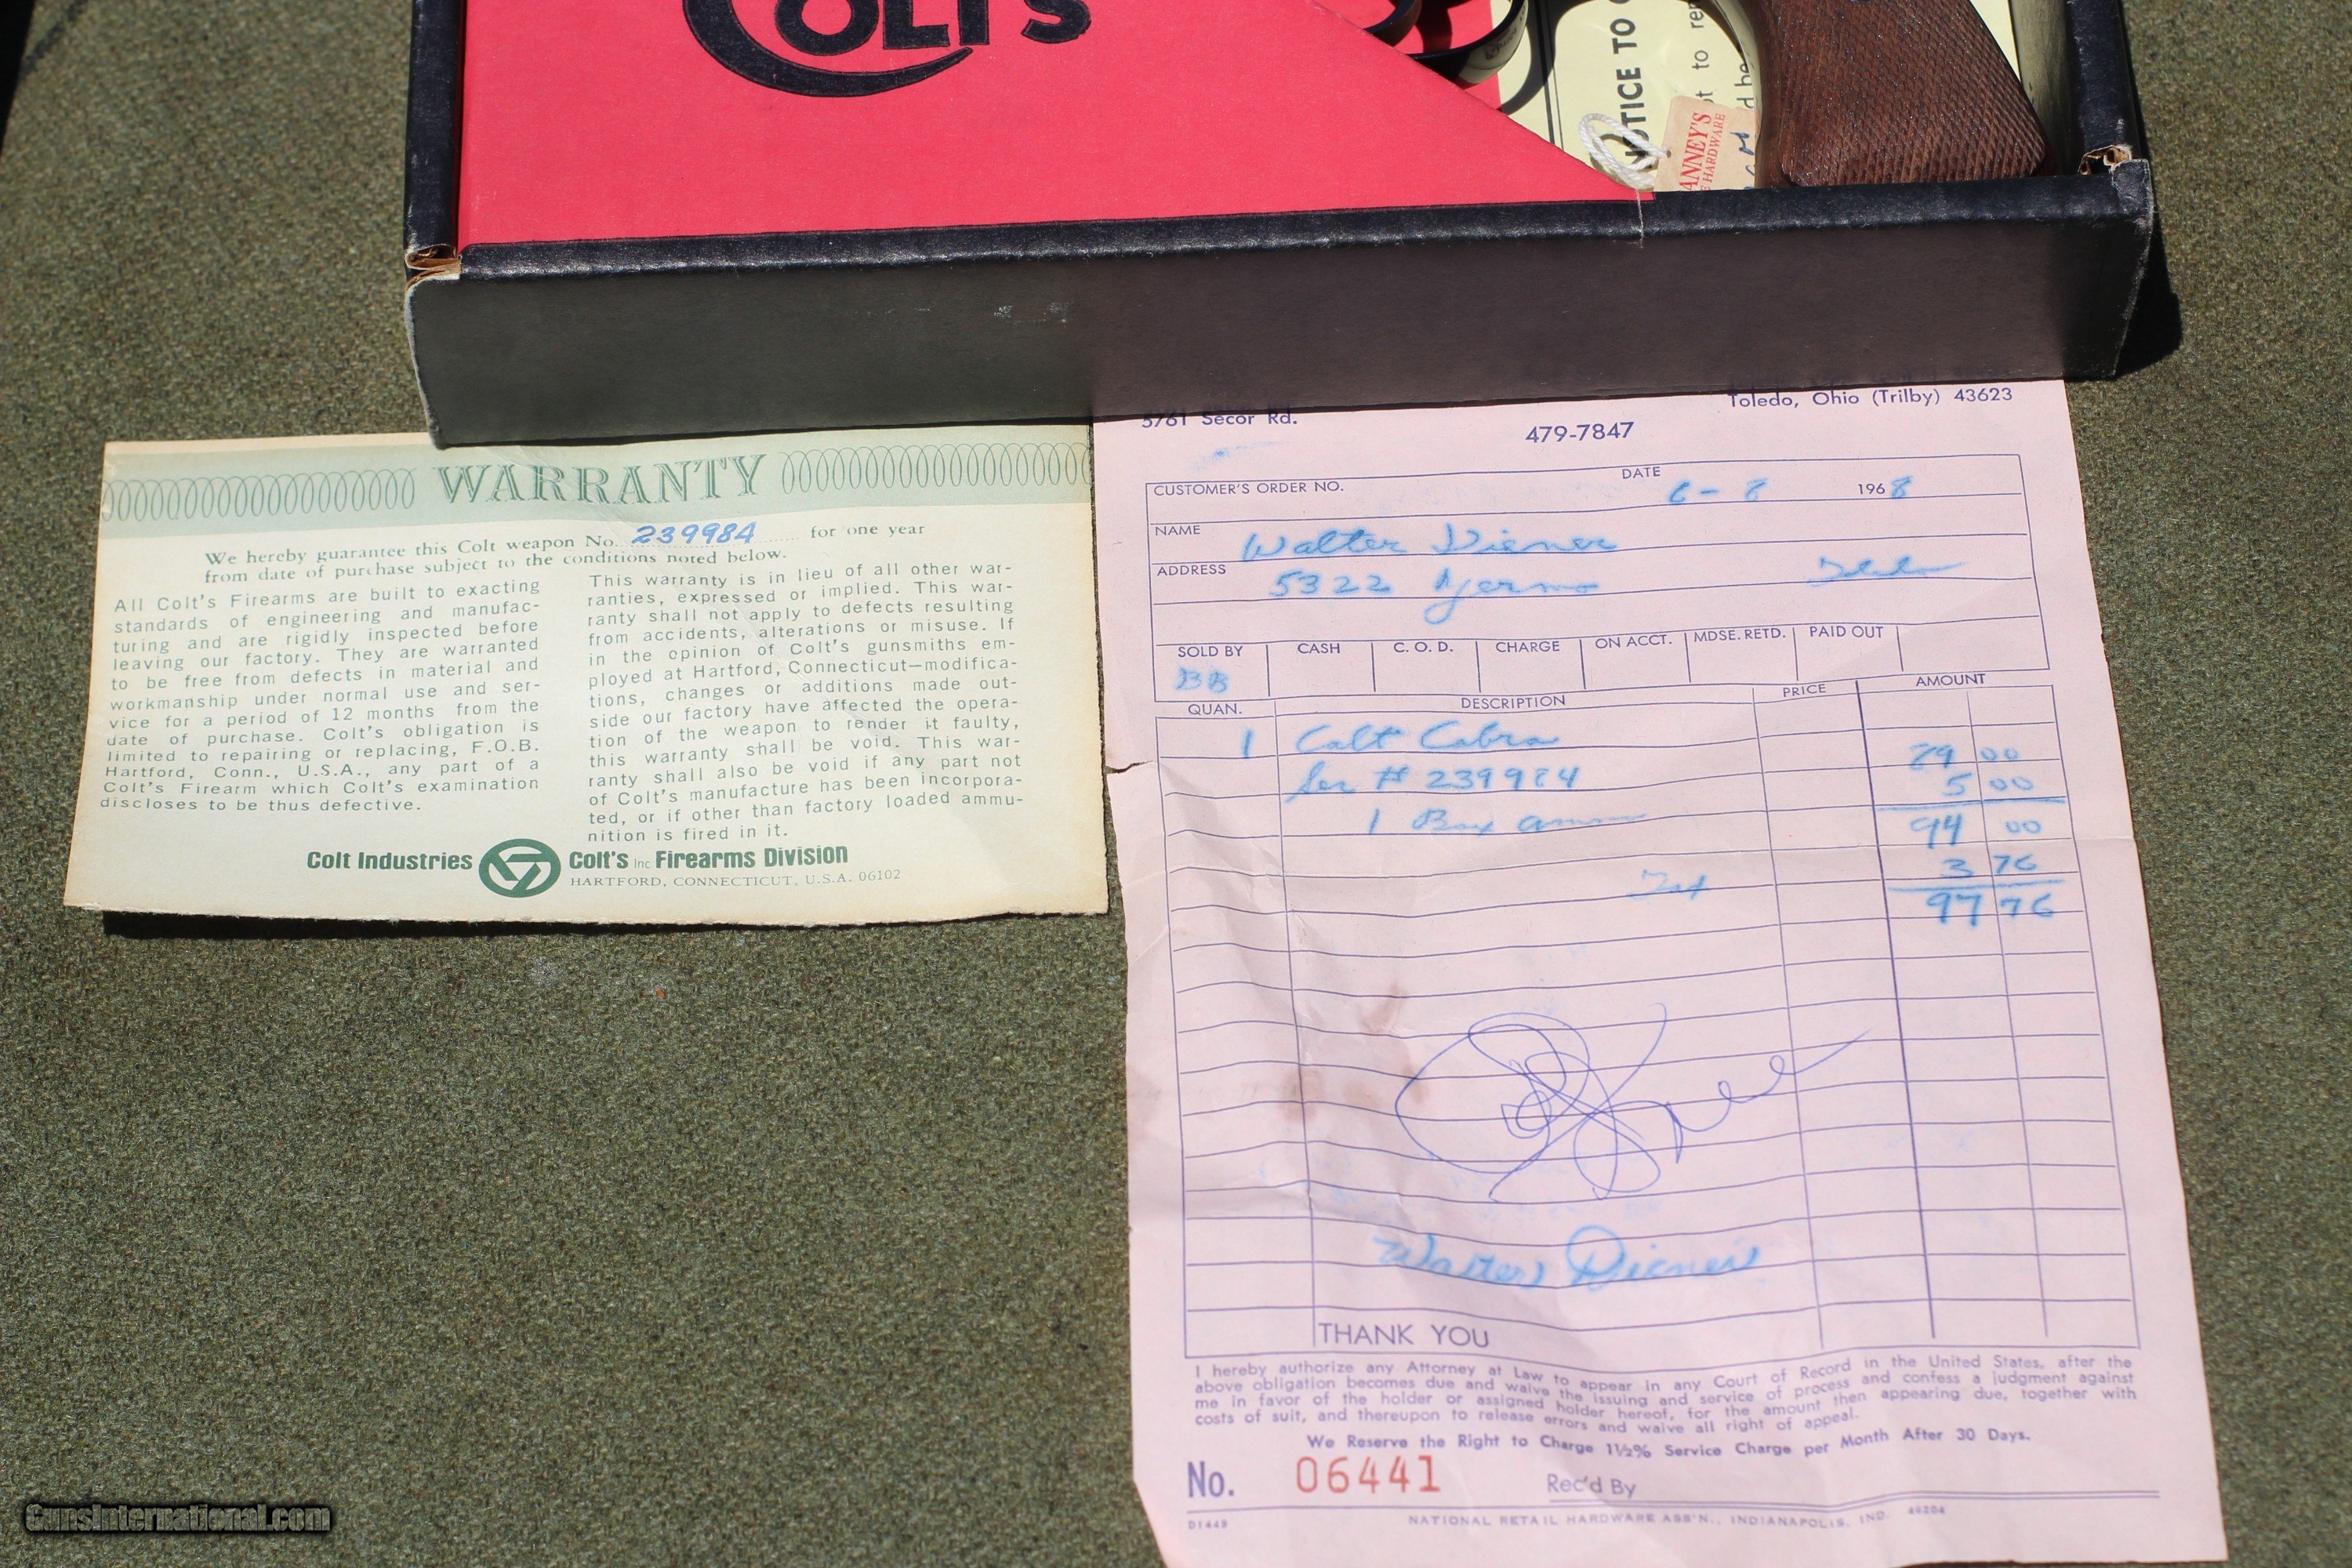 COLT'S
NOTICE TO
ANNEY'S
HARDWARE
WARRANTY
We hereby guarantee this Colt weapon No. 239984 for one year
from date of purchase subject to the conditions noted below.
All Colt's Firearms are built to exacting
standards of engineering and manufac-
turing and are rigidly inspected before
leaving our factory. They are warranted
to be free from defects in material and
workmanship under normal use and ser-
vice for a period of 12 months from the
date of purchase. Colt's obligation is
limited to repairing or replacing, F.O.B.
Hartford, Conn., U.S.A., any part of a
Colt's Firearm which Colt's examination
discloses to be thus defective.
This warranty is in lieu of all other war-
ranties, expressed or implied. This war-
ranty shall not apply to defects resulting
from accidents, alterations or misuse. If
in the opinion of Colt's gunsmiths em-
ployed at Hartford, Connecticut—modifica-
tions, changes or additions made out-
side our factory have affected the opera-
tion of the weapon to render it faulty,
this warranty shall be void. This war-
ranty shall also be void if any part not
of Colt's manufacture has been incorpora-
ted, or if other than factory loaded ammu-
nition is fired in it.
Colt Industries Colt's Inc Firearms Division
HARTFORD, CONNECTICUT, U.S.A. 06102
5761 Secor Rd. Toledo, Ohio (Trilby) 43623
479-7847
CUSTOMER'S ORDER NO. DATE 6-8 1968
NAME Walter Diener
ADDRESS 5322 Toledo
SOLD BY CASH C. O. D. CHARGE ON ACCT. MDSE. RETD. PAID OUT
BB
QUAN. DESCRIPTION PRICE AMOUNT
1 Colt Cobra 89 00
Ser # 239984 5 00
1 Box ammo 94 00
Tax 3 76
97 76
Walter Diener
THANK YOU
I hereby authorize any Attorney at Law to appear in any Court of Record in the United States, after the
above obligation becomes due and waive the issuing and service of process and confess a judgment against
me in favor of the holder or assigned holder hereof, for the amount then appearing due, together with
costs of suit, and thereupon to release errors and waive all right of appeal.
We Reserve the Right to Charge 1½% Service Charge per Month After 30 Days.
No. 06441 Rec'd By
D1449 NATIONAL RETAIL HARDWARE ASS'N., INDIANAPOLIS, IND. 46204
GunsInternational.com